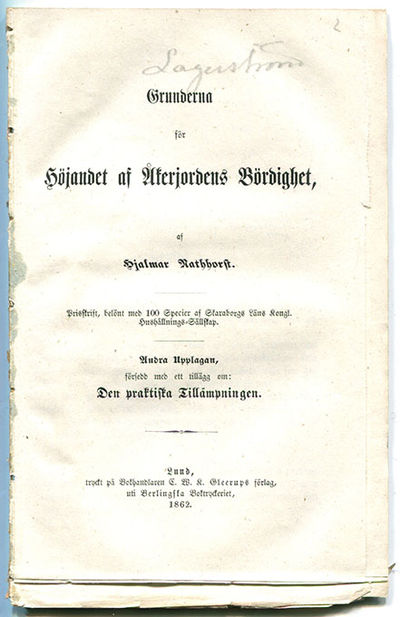 2
Lagerström
Grunderna
för
Höjandet af Åkerjordens Bördighet,
af
Hjalmar Nathhorst.
Prisskrift, belönt med 100 Specier af Skaraborgs Läns Kongl.
Hushållnings-Sällskap.
Andra Upplagan,
försedd med ett tillägg om:
Den praktiska Tillämpningen.
Lund,
tryckt på Bokhandlaren C. W. K. Gleerups förlag,
uti Berlingska Boktryckeriet,
1862.